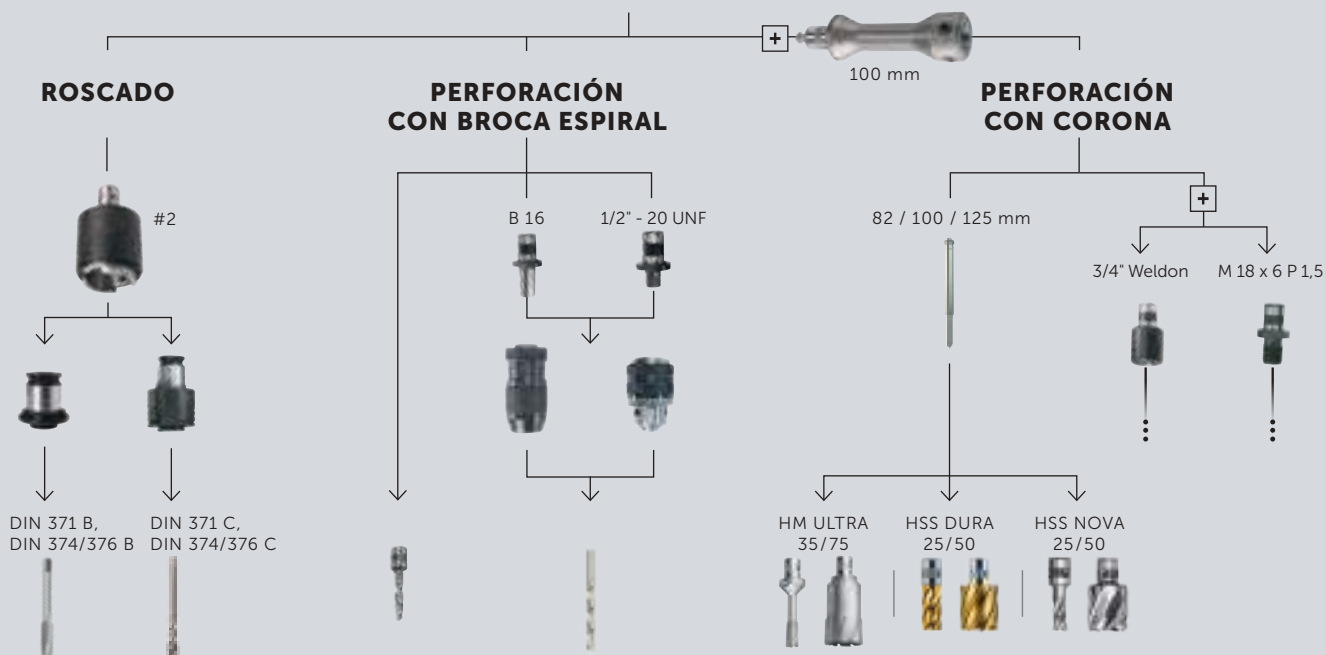 +
100 mm
ROSCADO
PERFORACIÓN
CON BROCA ESPIRAL
PERFORACIÓN
CON CORONA
#2
B 16
1/2" - 20 UNF
82 / 100 / 125 mm
+
3/4" Weldon
M 18 x 6 P 1,5
DIN 371 B,
DIN 374/376 B
DIN 371 C,
DIN 374/376 C
HM ULTRA
35/75
HSS DURA
25/50
HSS NOVA
25/50